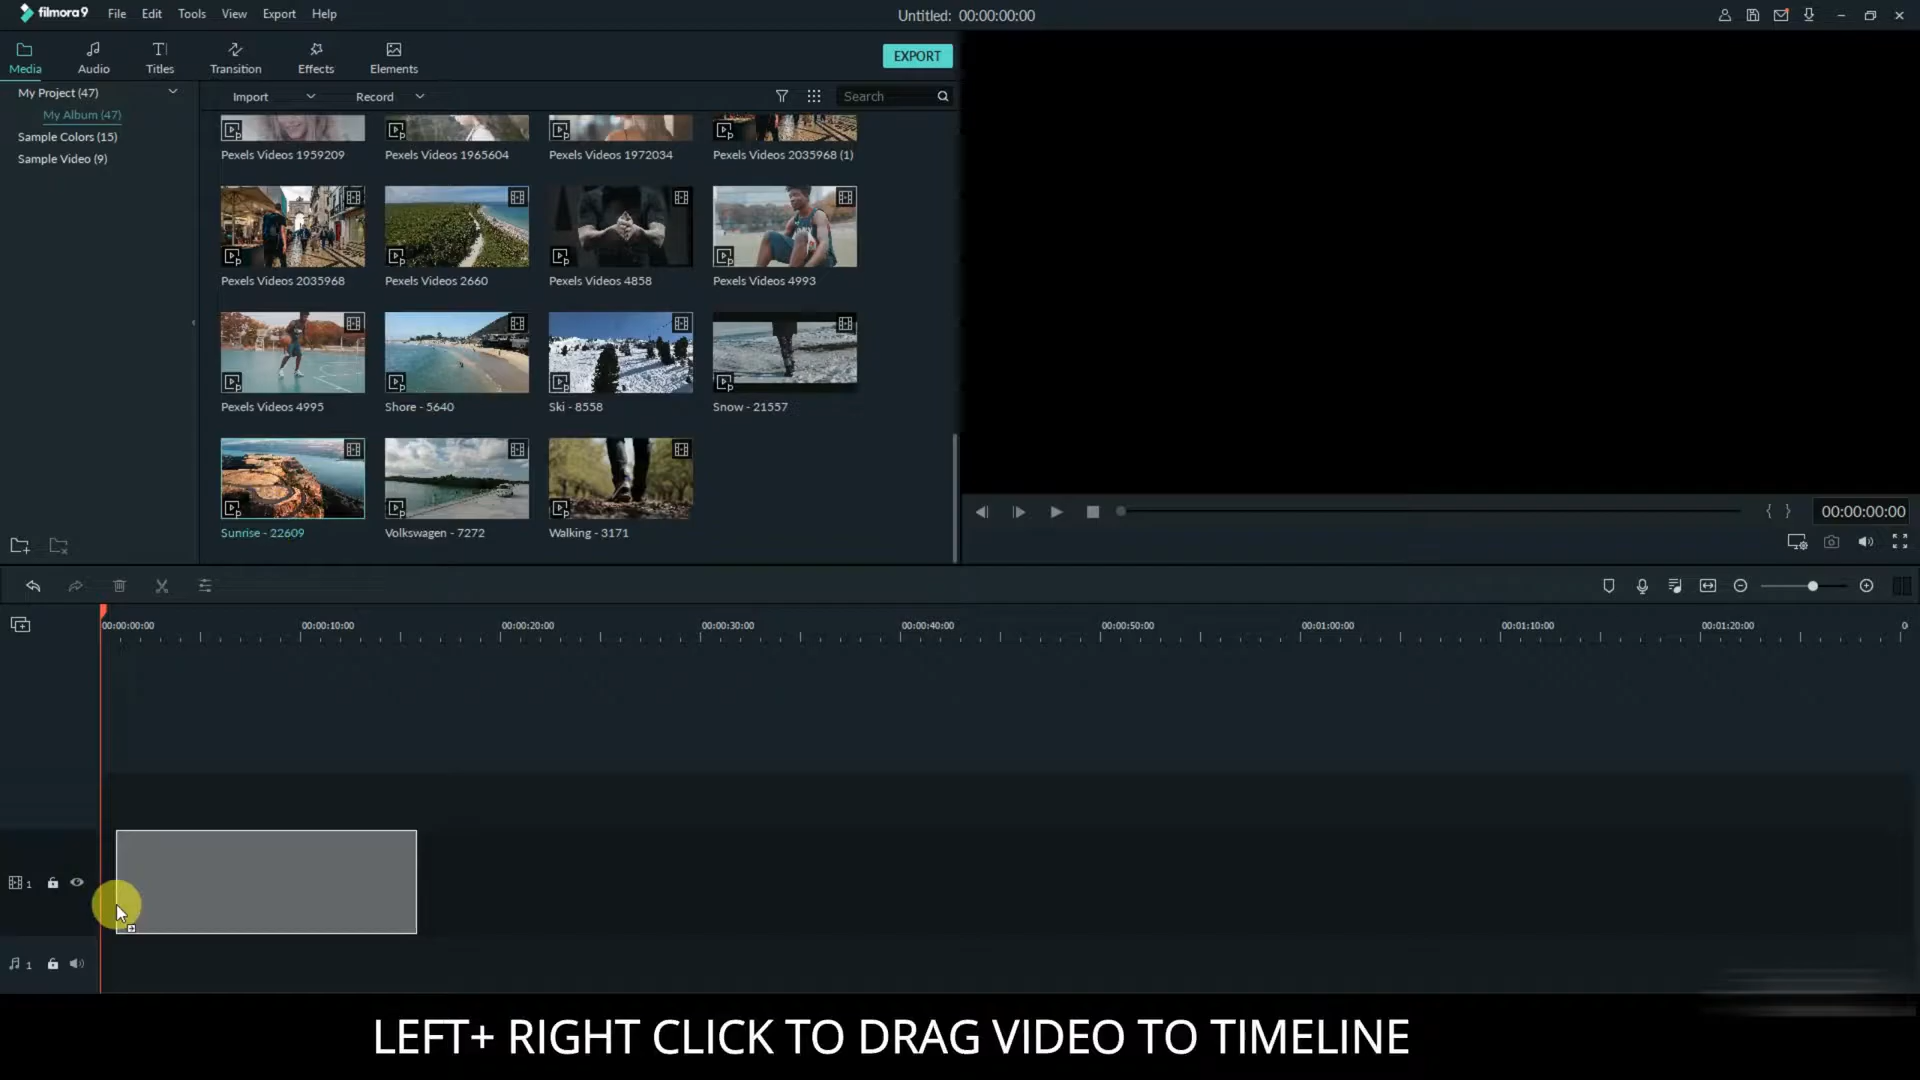 filmora9 File Edit Tools View Export Help
Untitled: 00:00:00:00
Media Audio Titles Transition Effects Elements
EXPORT
My Project (47)
My Album (47)
Sample Colors (15)
Sample Video (9)
Import Record Search
Pexels Videos 1959209 Pexels Videos 1965604 Pexels Videos 1972034 Pexels Videos 2035968 (1)
Pexels Videos 2035968 Pexels Videos 2660 Pexels Videos 4858 Pexels Videos 4993
Pexels Videos 4995 Shore - 5640 Ski - 8558 Snow - 21557
Sunrise - 22609 Volkswagen - 7272 Walking - 3171
{ } 00:00:00:00
00:00:00:00 00:00:10:00 00:00:20:00 00:00:30:00 00:00:40:00 00:00:50:00 00:01:00:00 00:01:10:00 00:01:20:00 0
1
1
LEFT+ RIGHT CLICK TO DRAG VIDEO TO TIMELINE